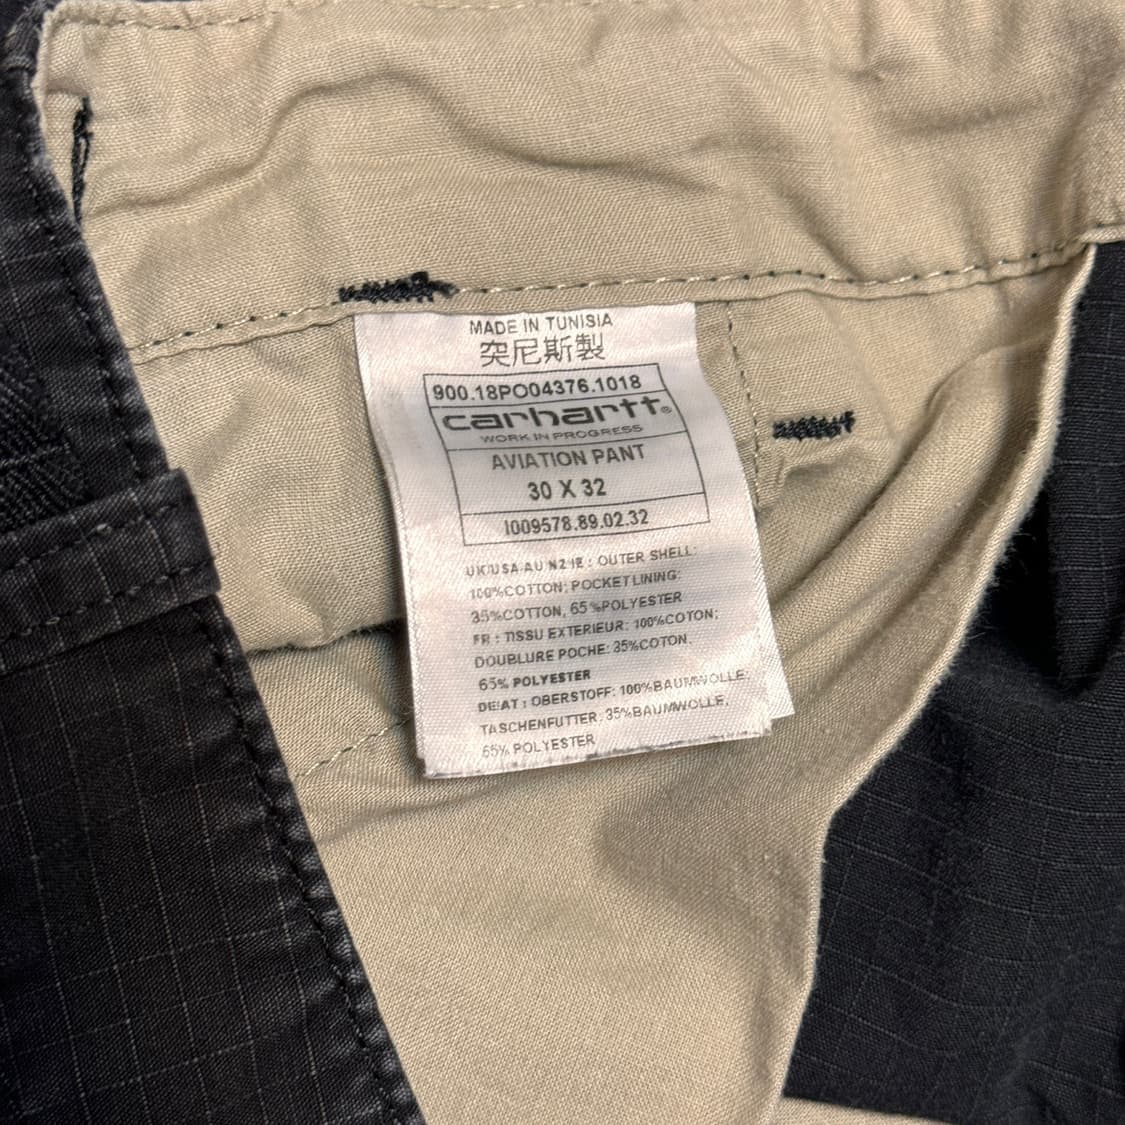 MADE IN TUNISIA
突尼斯製
900.18PO04376.1018
carhartt®
WORK IN PROGRESS
AVIATION PANT
30 X 32
I009578.89.02.32
UK/USA AU NZ IE : OUTER SHELL:
100%COTTON; POCKET LINING:
35%COTTON, 65%POLYESTER
FR : TISSU EXTERIEUR: 100%COTON;
DOUBLURE POCHE: 35%COTON,
65% POLYESTER
DE/AT : OBERSTOFF: 100%BAUMWOLLE;
TASCHENFUTTER: 35%BAUMWOLLE,
65% POLYESTER